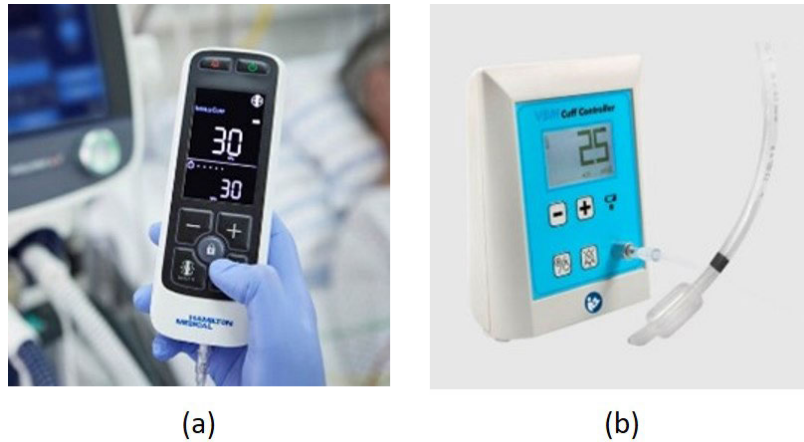 30
30
HAMILTON
MEDICAL
VBM Cuff Controller
25
(a) (b)